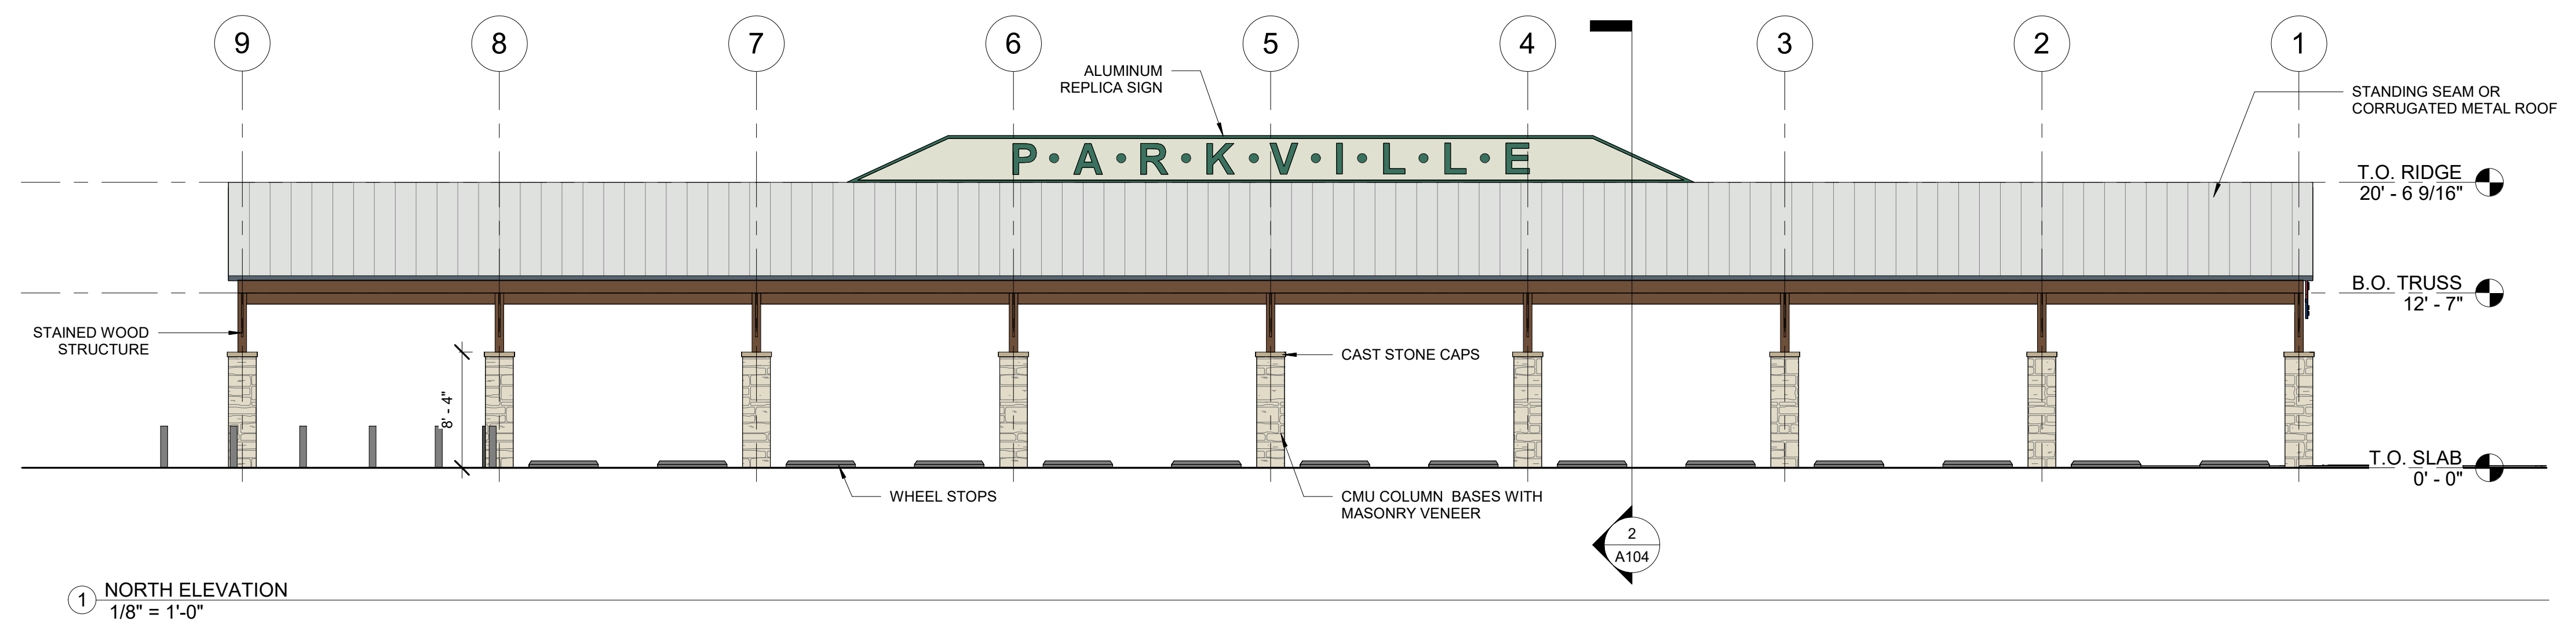 9 8 7 6 5 4 3 2 1
ALUMINUM
REPLICA SIGN
STANDING SEAM OR
CORRUGATED METAL ROOF
P•A•R•K•V•I•L•L•E
T.O. RIDGE
20' - 6 9/16"
B.O. TRUSS
12' - 7"
STAINED WOOD
STRUCTURE
CAST STONE CAPS
8' - 4"
T.O. SLAB
0' - 0"
WHEEL STOPS
CMU COLUMN BASES WITH
MASONRY VENEER
2
A104
1 NORTH ELEVATION
1/8" = 1'-0"